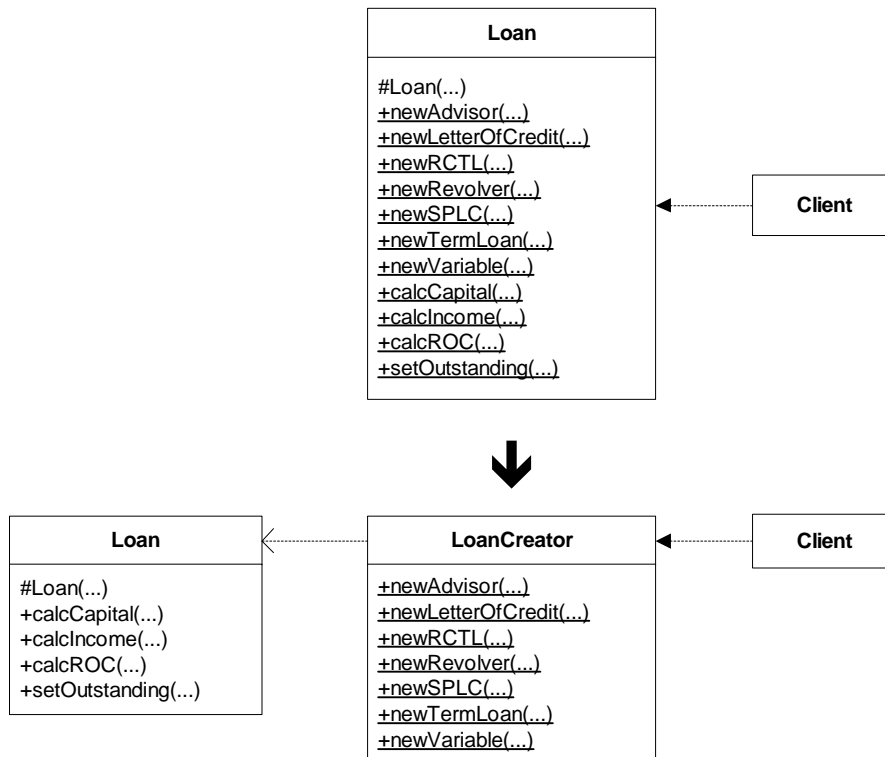 Loan
#Loan(...)
+newAdvisor(...)
+newLetterOfCredit(...)
+newRCTL(...)
+newRevolver(...)
+newSPLC(...)
+newTermLoan(...)
+newVariable(...)
+calcCapital(...)
+calcIncome(...)
+calcROC(...)
+setOutstanding(...)
Client
Loan
#Loan(...)
+calcCapital(...)
+calcIncome(...)
+calcROC(...)
+setOutstanding(...)
LoanCreator
+newAdvisor(...)
+newLetterOfCredit(...)
+newRCTL(...)
+newRevolver(...)
+newSPLC(...)
+newTermLoan(...)
+newVariable(...)
Client